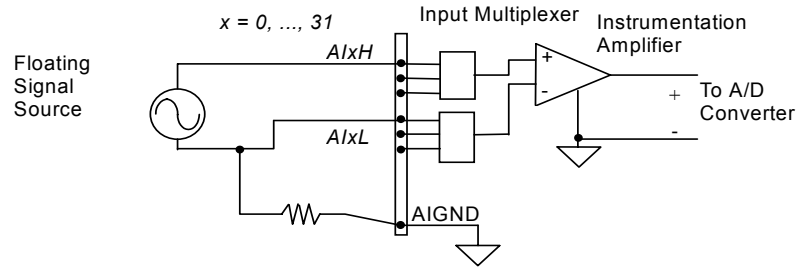 x = 0, ..., 31
Input Multiplexer
Instrumentation
Amplifier
Floating
Signal
Source
AIxH
+
-
To A/D
Converter
+
-
AIxL
AIGND